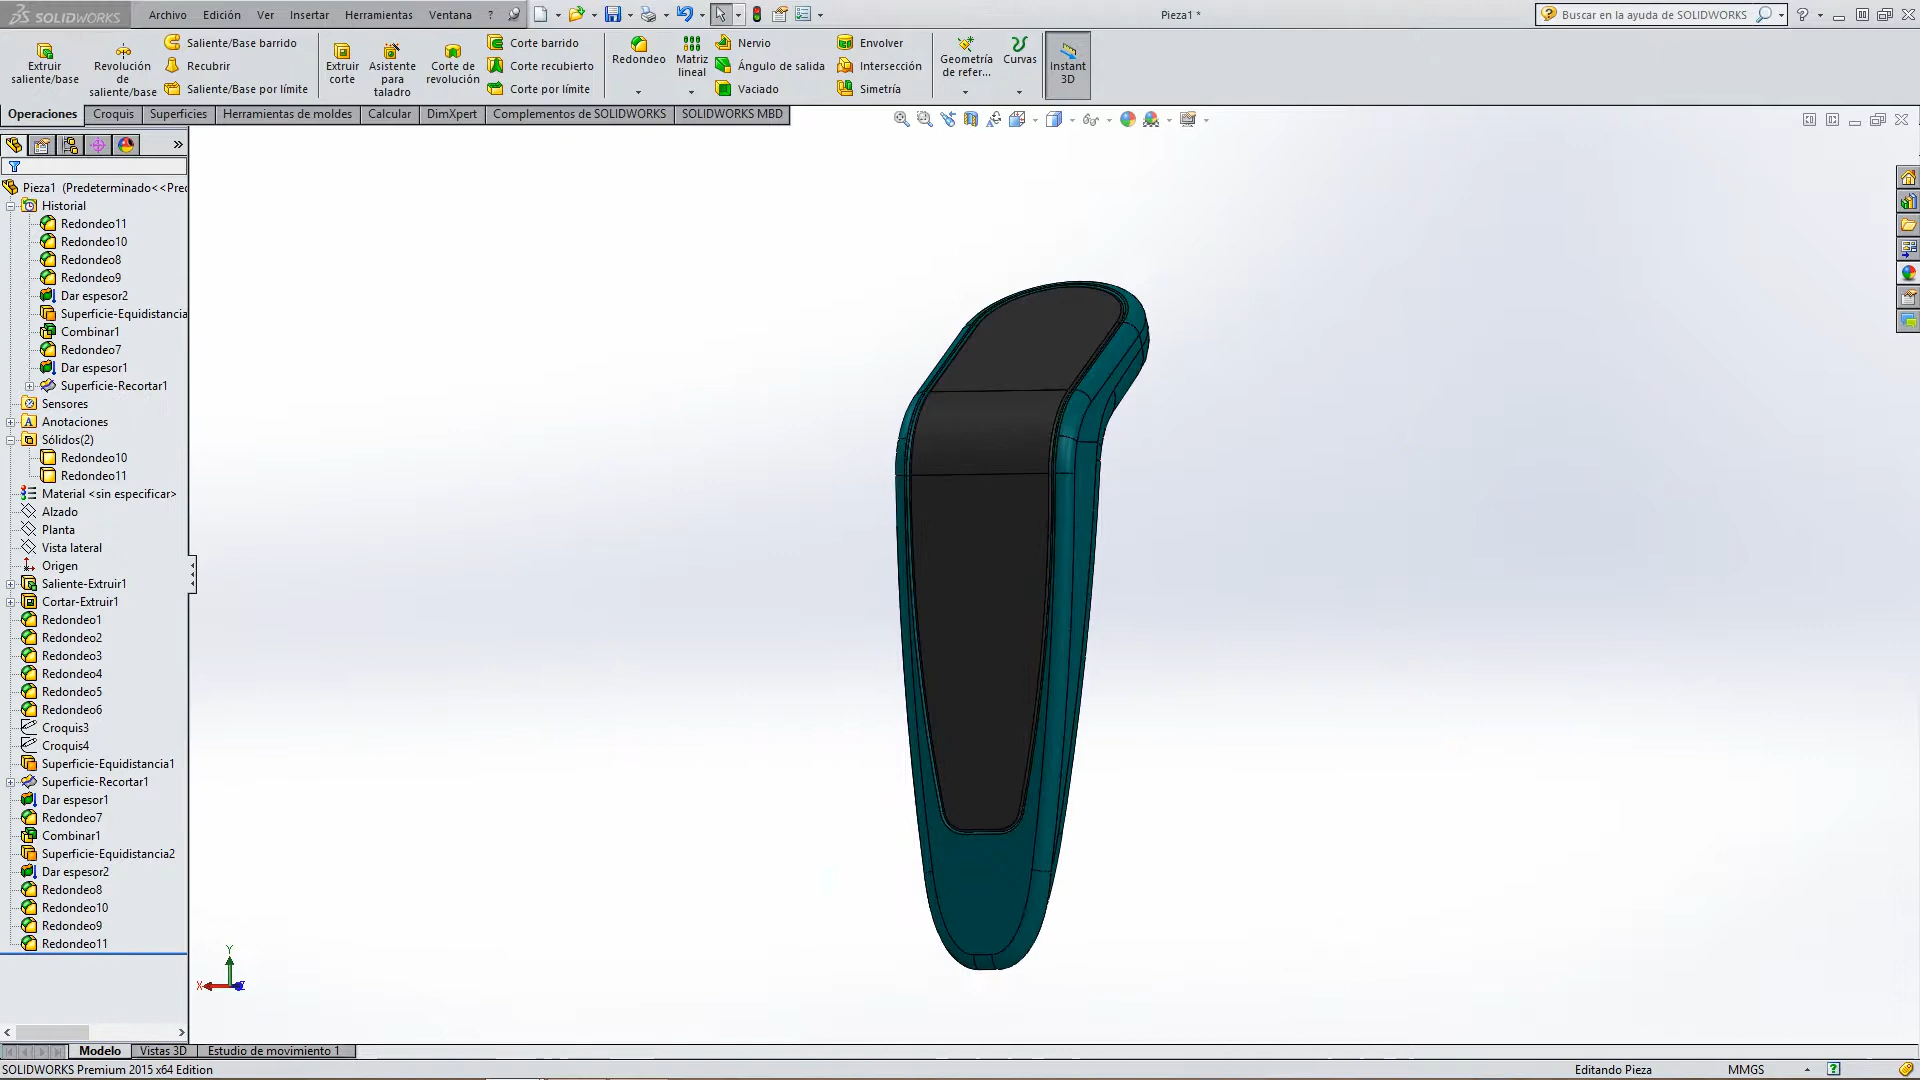 SOLIDWORKS
Archivo Edición Ver Insertar Herramientas Ventana ?
Pieza1 *
Buscar en la ayuda de SOLIDWORKS
Extruir saliente/base
Revolución de saliente/base
Saliente/Base barrido
Recubrir
Saliente/Base por límite
Extruir corte
Asistente para taladro
Corte de revolución
Corte barrido
Corte recubierto
Corte por límite
Redondeo
Matriz lineal
Nervio
Ángulo de salida
Vaciado
Envolver
Intersección
Simetría
Geometría de refer...
Curvas
Instant 3D
Operaciones Croquis Superficies Herramientas de moldes Calcular DimXpert Complementos de SOLIDWORKS SOLIDWORKS MBD
Pieza1 (Predeterminado<<Prec
Historial
Redondeo11
Redondeo10
Redondeo8
Redondeo9
Dar espesor2
Superficie-Equidistancia
Combinar1
Redondeo7
Dar espesor1
Superficie-Recortar1
Sensores
Anotaciones
Sólidos(2)
Redondeo10
Redondeo11
Material <sin especificar>
Alzado
Planta
Vista lateral
Origen
Saliente-Extruir1
Cortar-Extruir1
Redondeo1
Redondeo2
Redondeo3
Redondeo4
Redondeo5
Redondeo6
Croquis3
Croquis4
Superficie-Equidistancia1
Superficie-Recortar1
Dar espesor1
Redondeo7
Combinar1
Superficie-Equidistancia2
Dar espesor2
Redondeo8
Redondeo10
Redondeo9
Redondeo11
Y
X Z
Modelo Vistas 3D Estudio de movimiento 1
SOLIDWORKS Premium 2015 x64 Edition
Editando Pieza MMGS